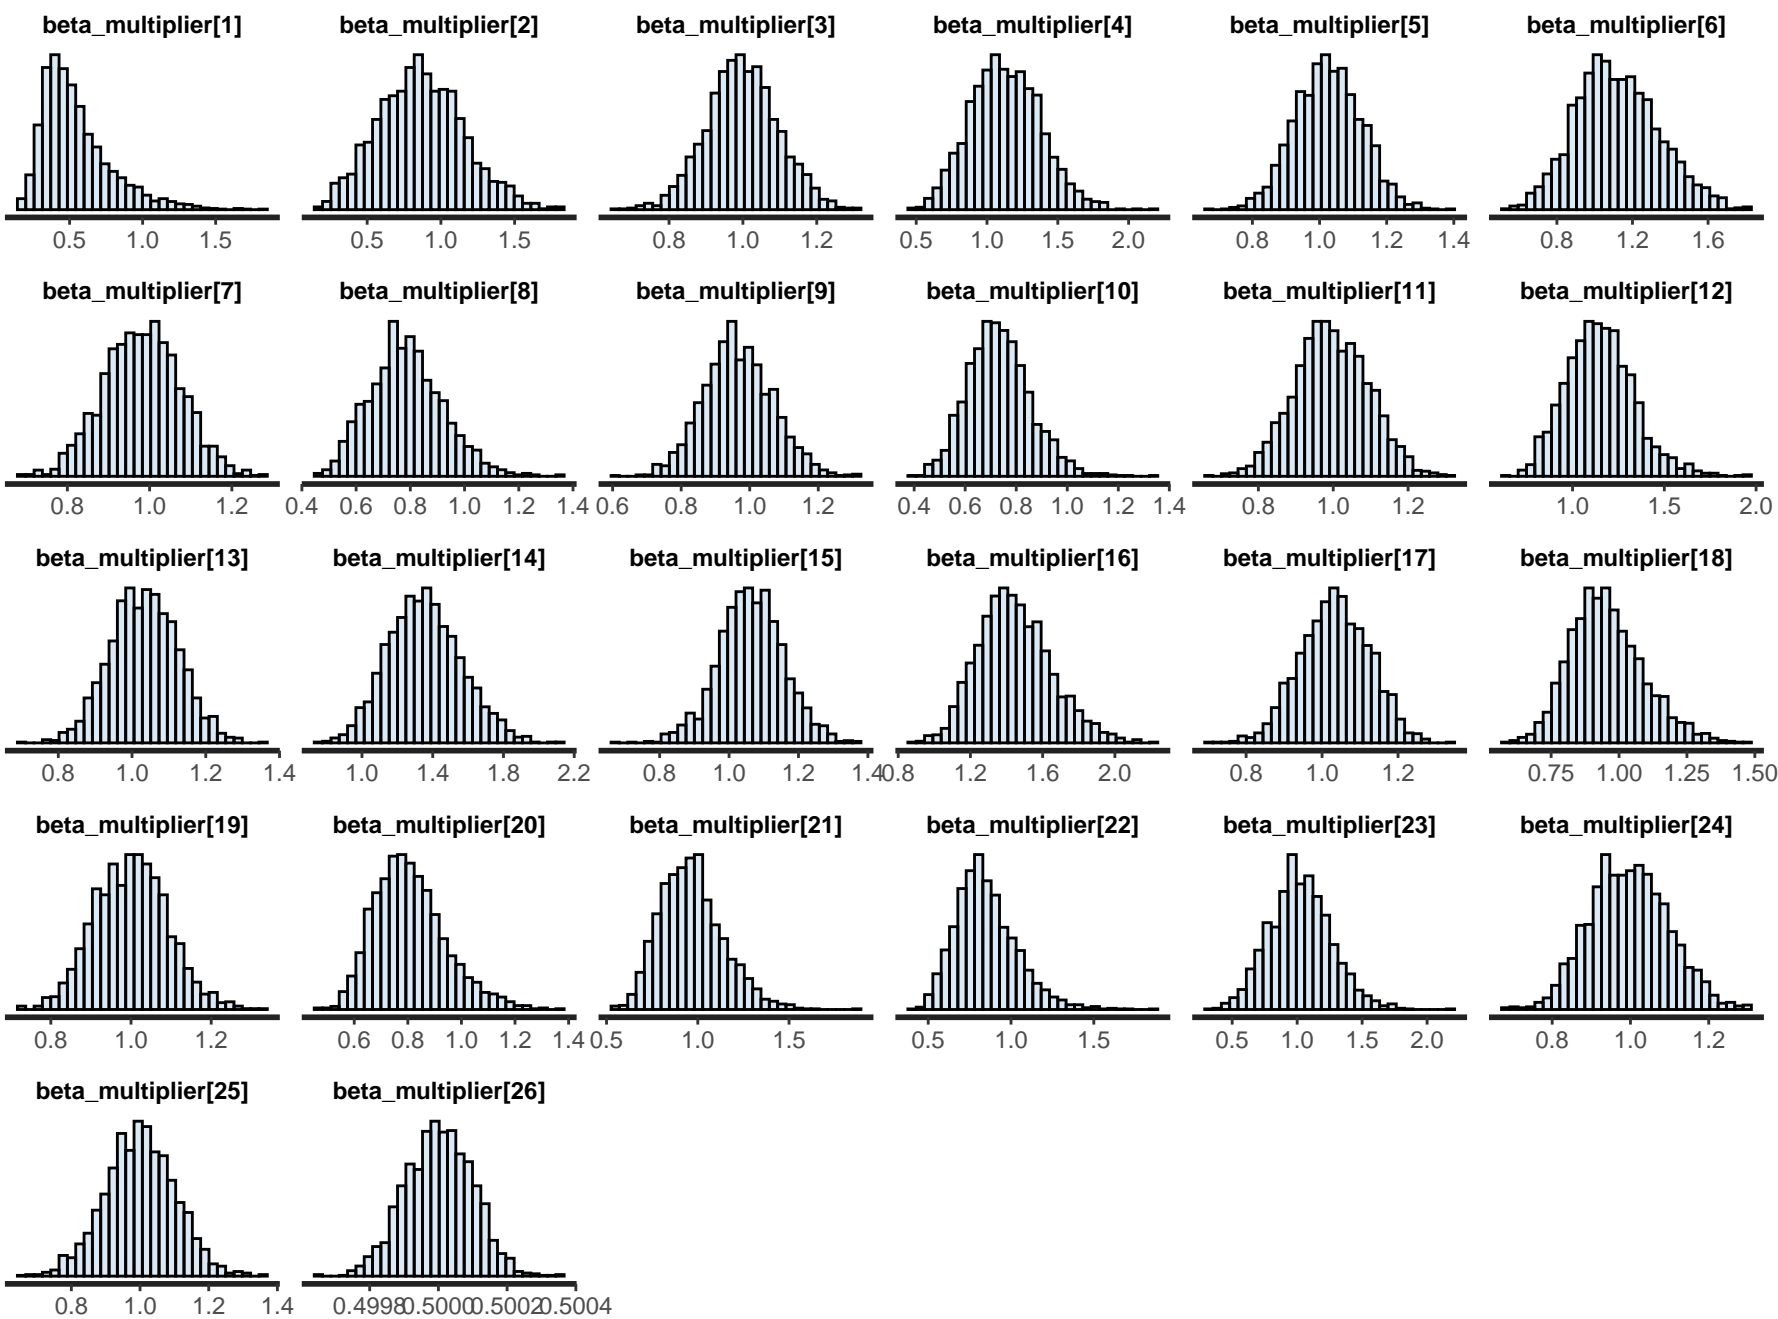 beta_multiplier[1] beta_multiplier[2] beta_multiplier[3] beta_multiplier[4] beta_multiplier[5] beta_multiplier[6]
0.5 1.0 1.5 0.5 1.0 1.5 0.8 1.0 1.2 0.5 1.0 1.5 2.0 0.8 1.0 1.2 1.4 0.8 1.2 1.6
beta_multiplier[7] beta_multiplier[8] beta_multiplier[9] beta_multiplier[10] beta_multiplier[11] beta_multiplier[12]
0.8 1.0 1.2 0.4 0.6 0.8 1.0 1.2 1.4 0.6 0.8 1.0 1.2 0.4 0.6 0.8 1.0 1.2 1.4 0.8 1.0 1.2 1.0 1.5 2.0
beta_multiplier[13] beta_multiplier[14] beta_multiplier[15] beta_multiplier[16] beta_multiplier[17] beta_multiplier[18]
0.8 1.0 1.2 1.4 1.0 1.4 1.8 2.2 0.8 1.0 1.2 1.4 0.8 1.2 1.6 2.0 0.8 1.0 1.2 0.75 1.00 1.25 1.50
beta_multiplier[19] beta_multiplier[20] beta_multiplier[21] beta_multiplier[22] beta_multiplier[23] beta_multiplier[24]
0.8 1.0 1.2 0.6 0.8 1.0 1.2 1.4 0.5 1.0 1.5 0.5 1.0 1.5 0.5 1.0 1.5 2.0 0.8 1.0 1.2
beta_multiplier[25] beta_multiplier[26]
0.8 1.0 1.2 1.4 0.4998 0.5000 0.5002 0.5004